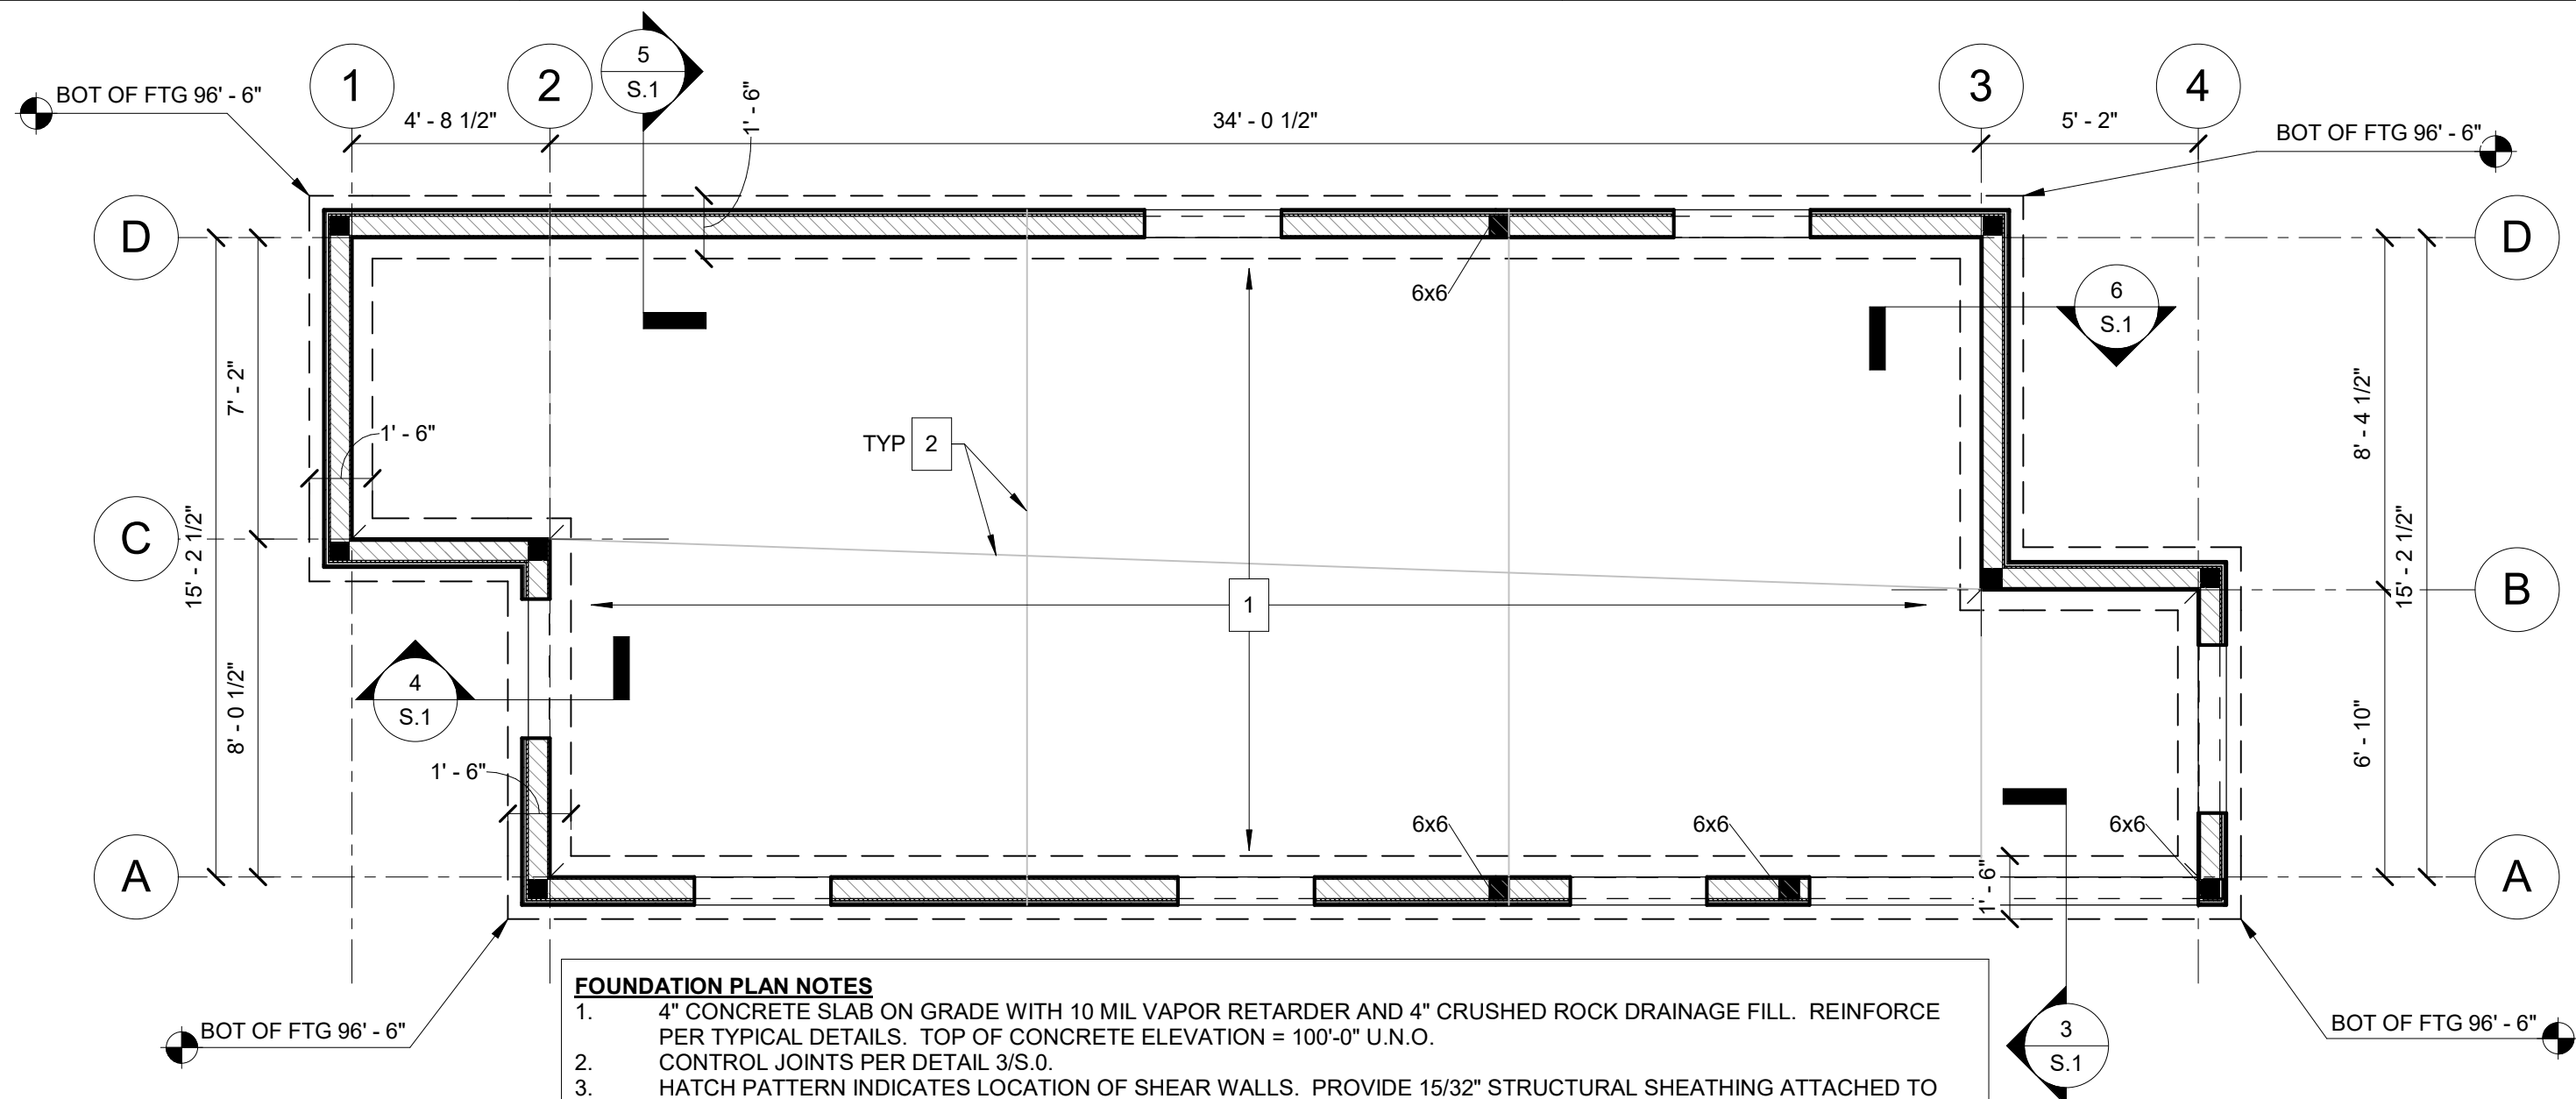 5
S.1
1
2
3
4
BOT OF FTG 96' - 6"
4' - 8 1/2"
1' - 6"
34' - 0 1/2"
5' - 2"
BOT OF FTG 96' - 6"
D
D
6x6
6
S.1
7' - 2"
8' - 4 1/2"
1' - 6"
TYP 2
C
15' - 2 1/2"
15' - 2 1/2"
B
1
4
S.1
8' - 0 1/2"
6' - 10"
1' - 6"
6x6
6x6
6x6
A
1' - 6"
A
FOUNDATION PLAN NOTES
1. 4" CONCRETE SLAB ON GRADE WITH 10 MIL VAPOR RETARDER AND 4" CRUSHED ROCK DRAINAGE FILL. REINFORCE
PER TYPICAL DETAILS. TOP OF CONCRETE ELEVATION = 100'-0" U.N.O.
2. CONTROL JOINTS PER DETAIL 3/S.0.
3. HATCH PATTERN INDICATES LOCATION OF SHEAR WALLS. PROVIDE 15/32" STRUCTURAL SHEATHING ATTACHED TO
BOT OF FTG 96' - 6"
BOT OF FTG 96' - 6"
3
S.1